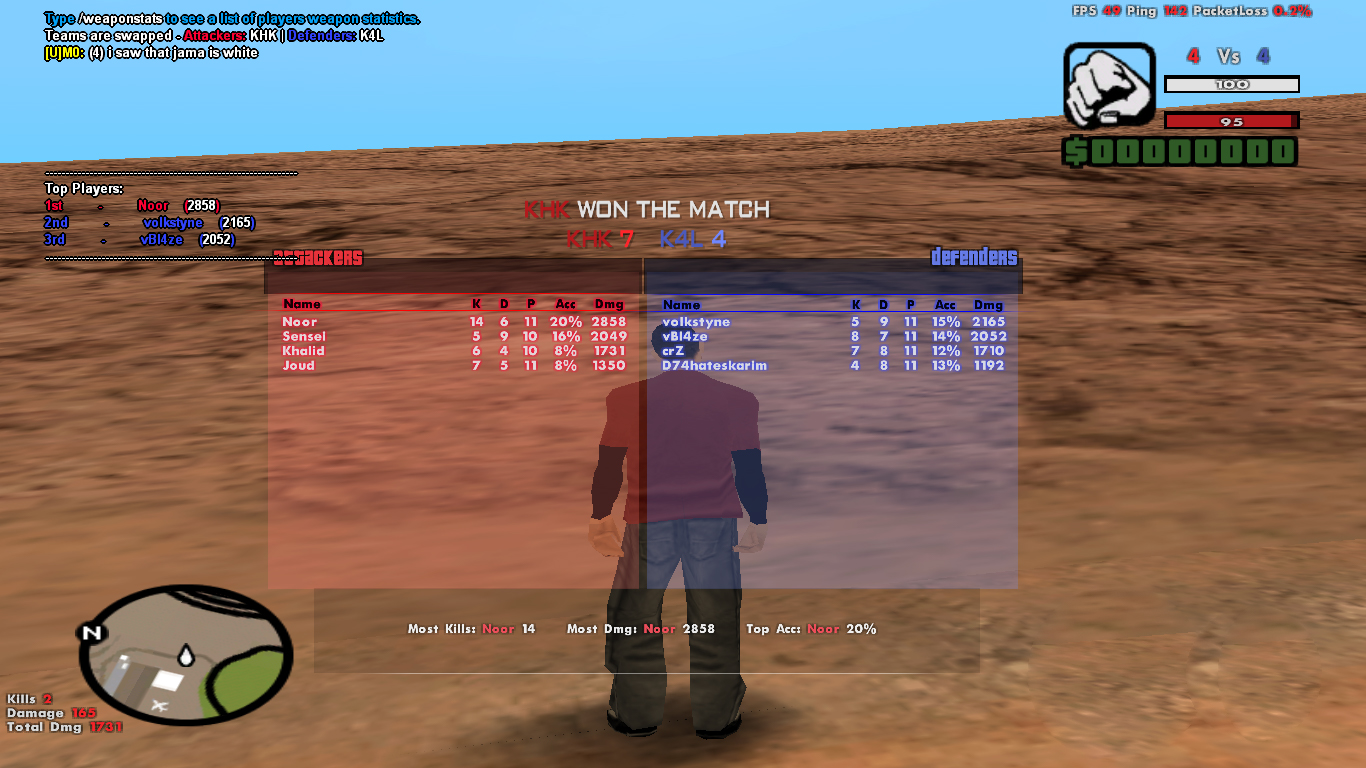 Type /weaponstats to see a list of players weapon statistics.
Teams are swapped - Attackers: KHK | Defenders: K4L
[U]M0: (4) i saw that jama is white
FPS 49 Ping 142 PacketLoss 0.2%
4 Vs 4
100
95
$00000000
Top Players:
1st - Noor (2858)
2nd - volkstyne (2165)
3rd - vBl4ze (2052)
KHK WON THE MATCH
KHK 7 K4L 4
attackers
defenders
Name K D P Acc Dmg
Noor 14 6 11 20% 2858
Sensei 5 9 10 16% 2049
Khalid 6 4 10 8% 1731
Joud 7 5 11 8% 1350
Name K D P Acc Dmg
volkstyne 5 9 11 15% 2165
vBl4ze 8 7 11 14% 2052
crZ 7 8 11 12% 1710
D74hateskarim 4 8 11 13% 1192
Most Kills: Noor 14 Most Dmg: Noor 2858 Top Acc: Noor 20%
N
Kills 2
Damage 165
Total Dmg 1731